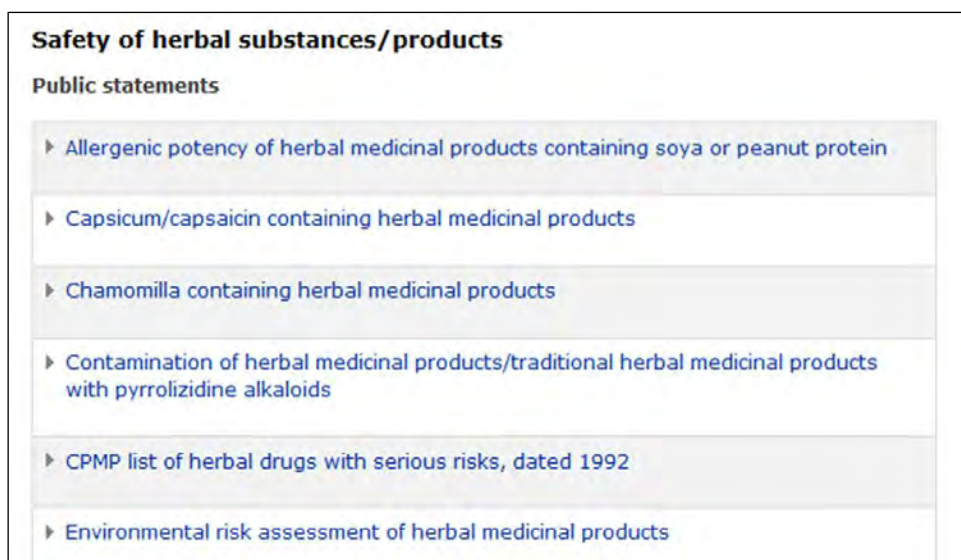 Safety of herbal substances/products
Public statements
Allergenic potency of herbal medicinal products containing soya or peanut protein
Capsicum/capsaicin containing herbal medicinal products
Chamomilla containing herbal medicinal products
Contamination of herbal medicinal products/traditional herbal medicinal products
with pyrrolizidine alkaloids
CPMP list of herbal drugs with serious risks, dated 1992
Environmental risk assessment of herbal medicinal products